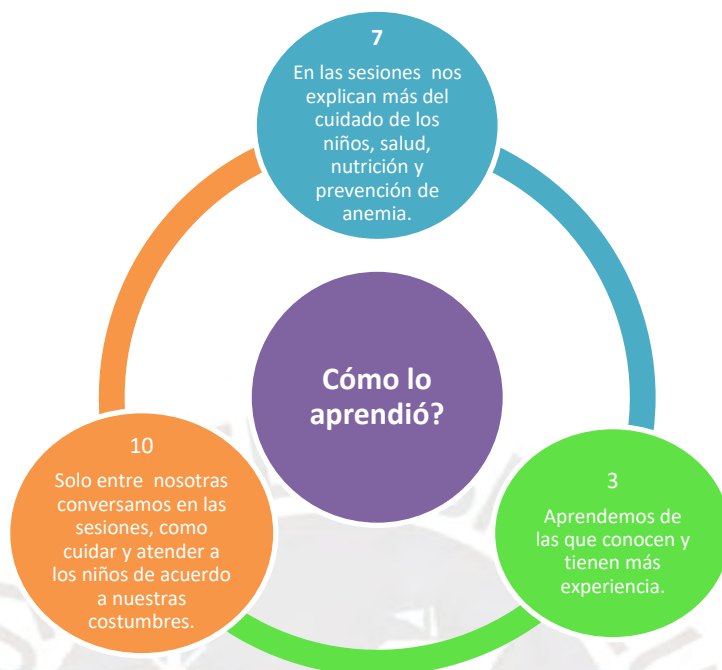 7
En las sesiones nos
explican más del
cuidado de los
niños, salud,
nutrición y
prevención de
anemia.
Cómo lo
aprendió?
10
Solo entre nosotras
conversamos en las
sesiones, como
cuidar y atender a
los niños de acuerdo
a nuestras
costumbres.
3
Aprendemos de
las que conocen y
tienen más
experiencia.